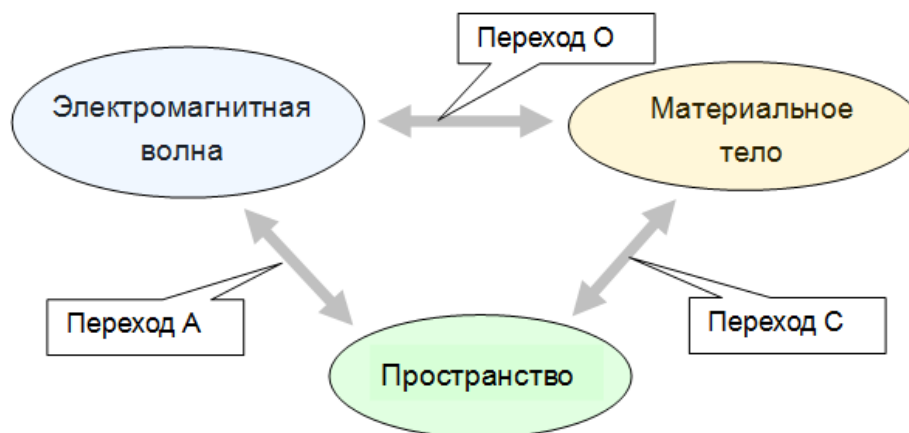 Переход О
Электромагнитная
волна
Материальное
тело
Переход А
Переход С
Пространство